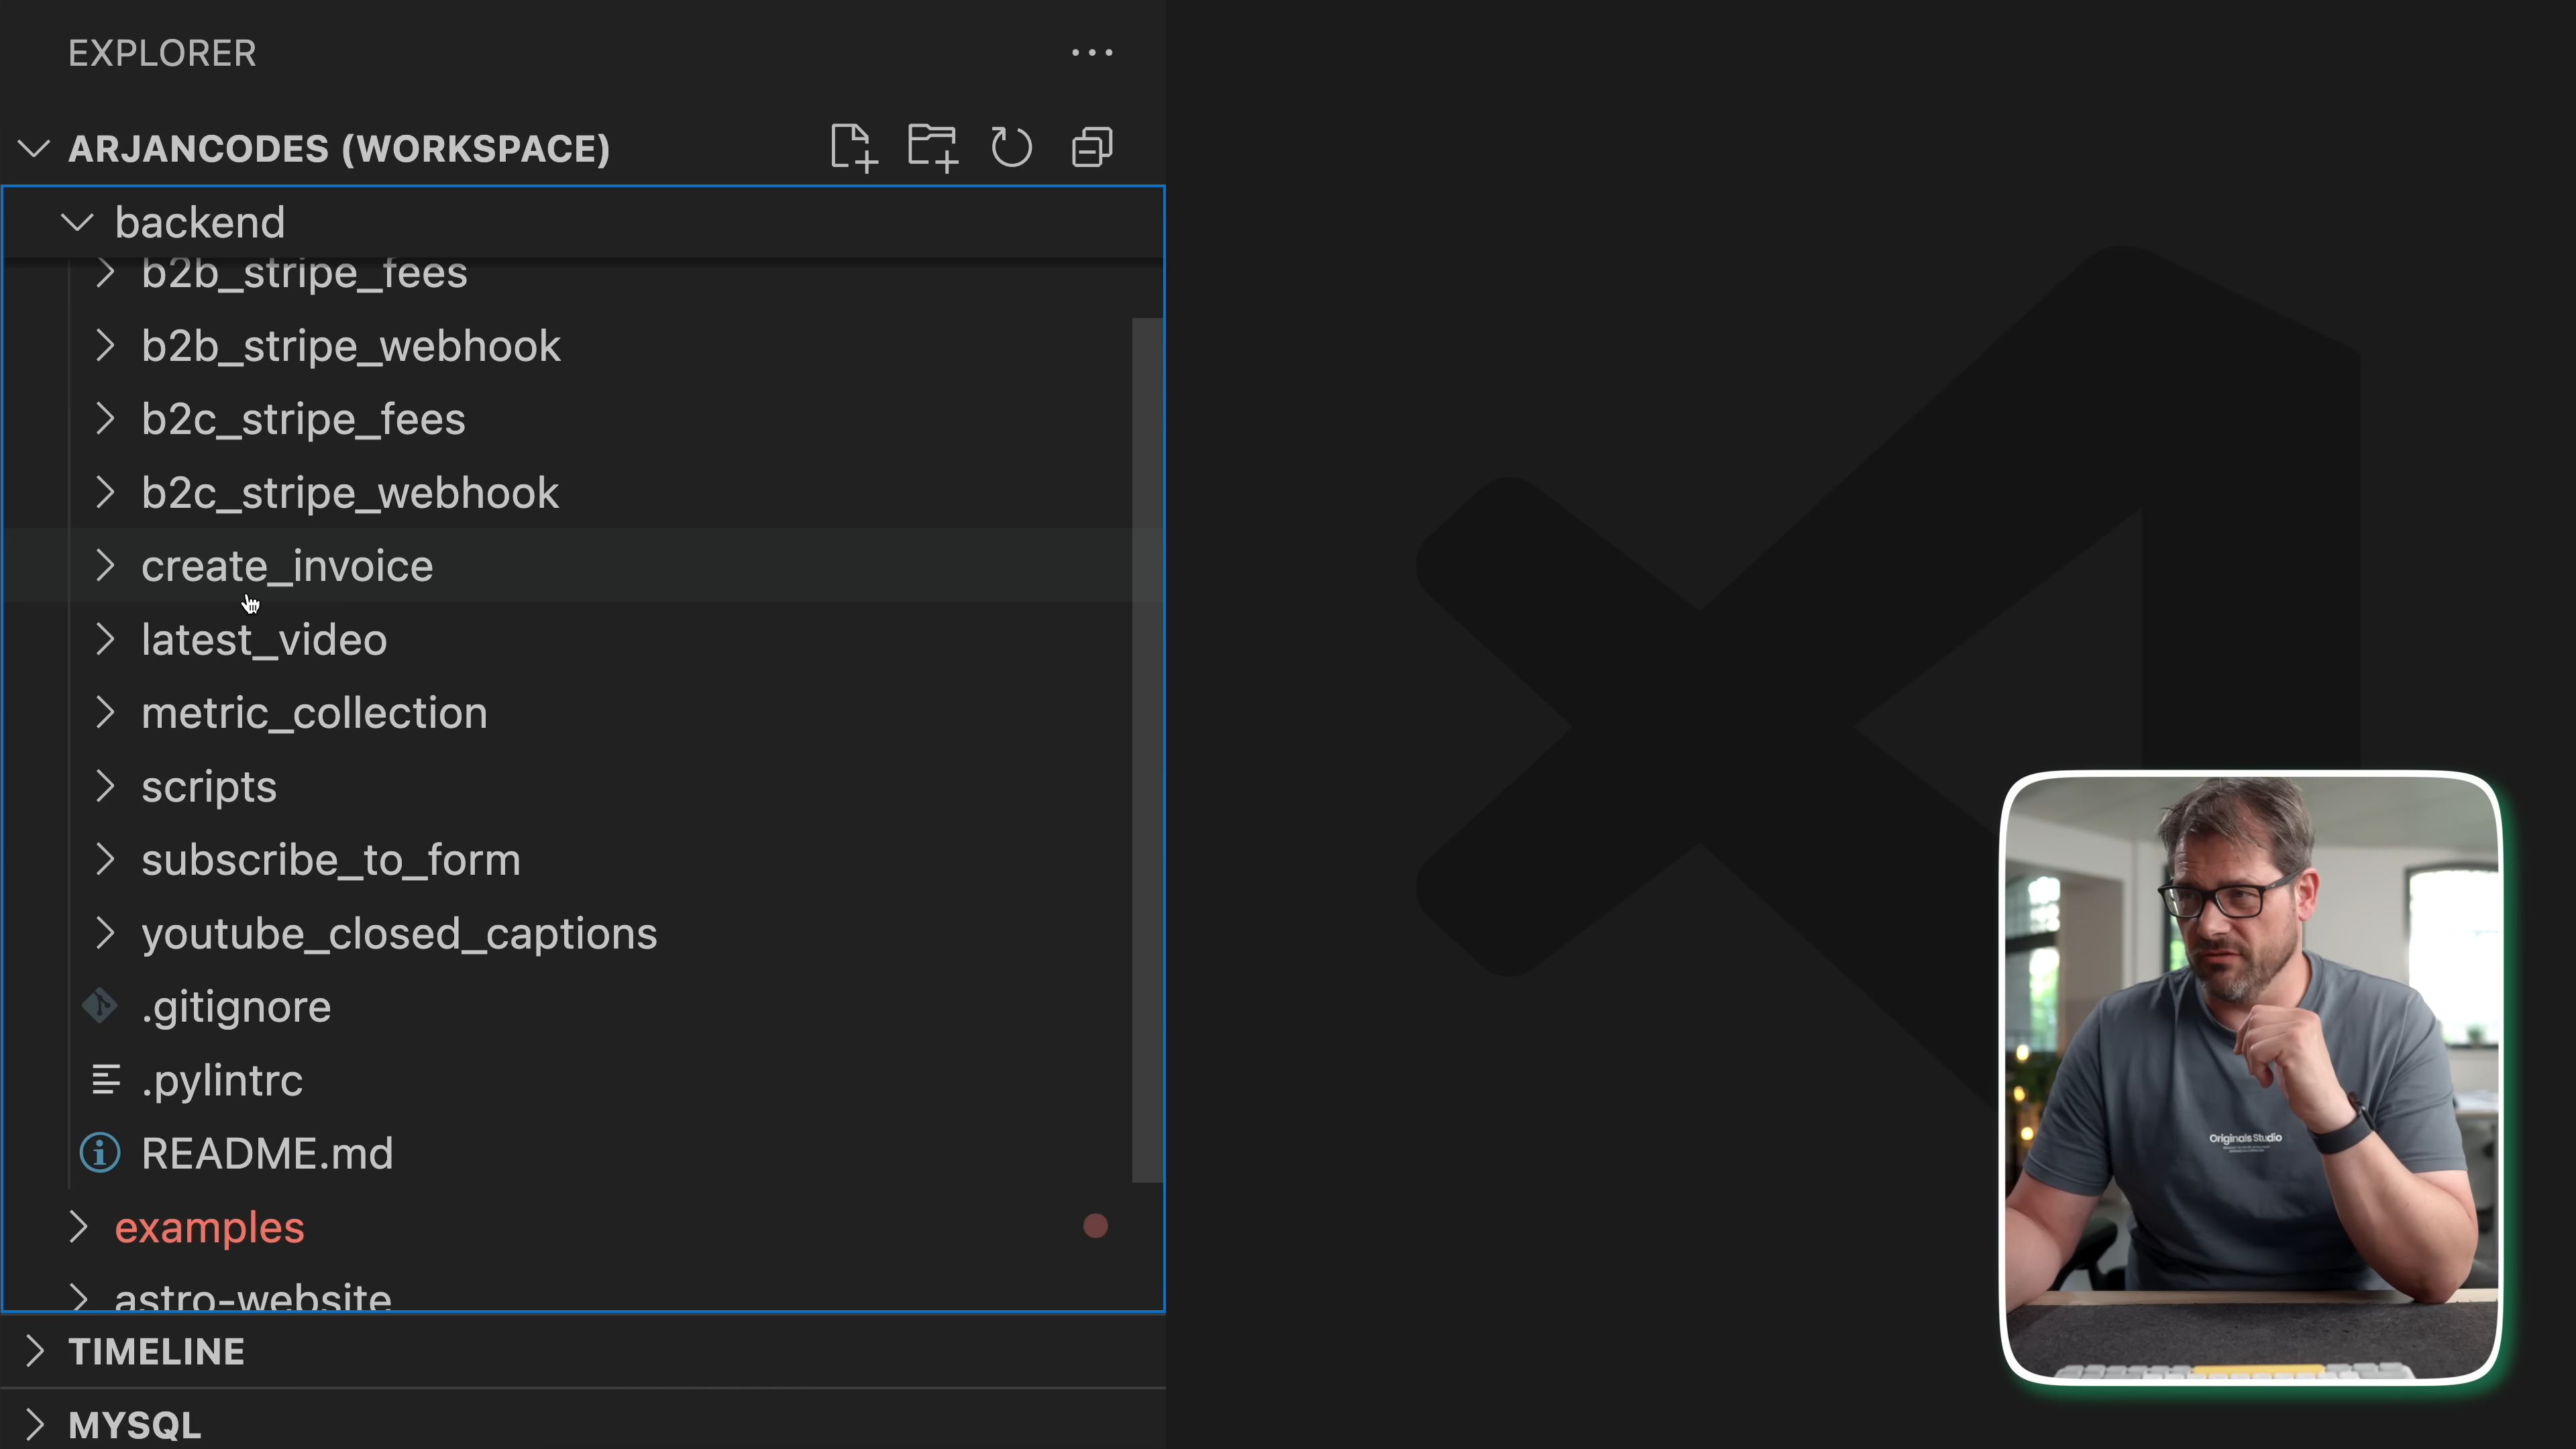 EXPLORER
ARJANCODES (WORKSPACE)
backend
b2b_stripe_fees
b2b_stripe_webhook
b2c_stripe_fees
b2c_stripe_webhook
create_invoice
latest_video
metric_collection
scripts
subscribe_to_form
youtube_closed_captions
.gitignore
.pylintrc
README.md
examples
astro-website
TIMELINE
MYSQL
Originals Studio